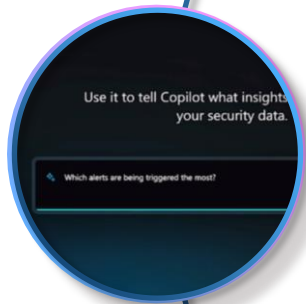 Use it to tell Copilot what insights
your security data.
Which alerts are being triggered the most?